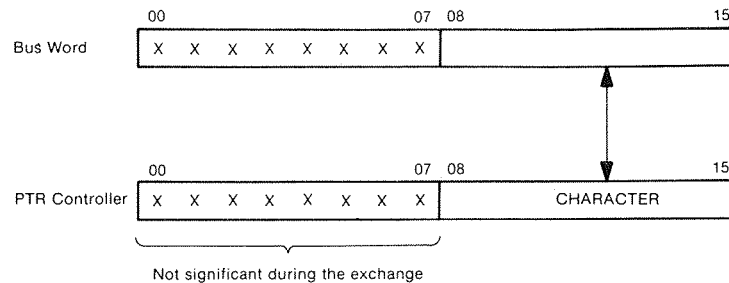 00 07 08 15
Bus Word X X X X X X X X
00 07 08 15
PTR Controller X X X X X X X X CHARACTER
Not significant during the exchange